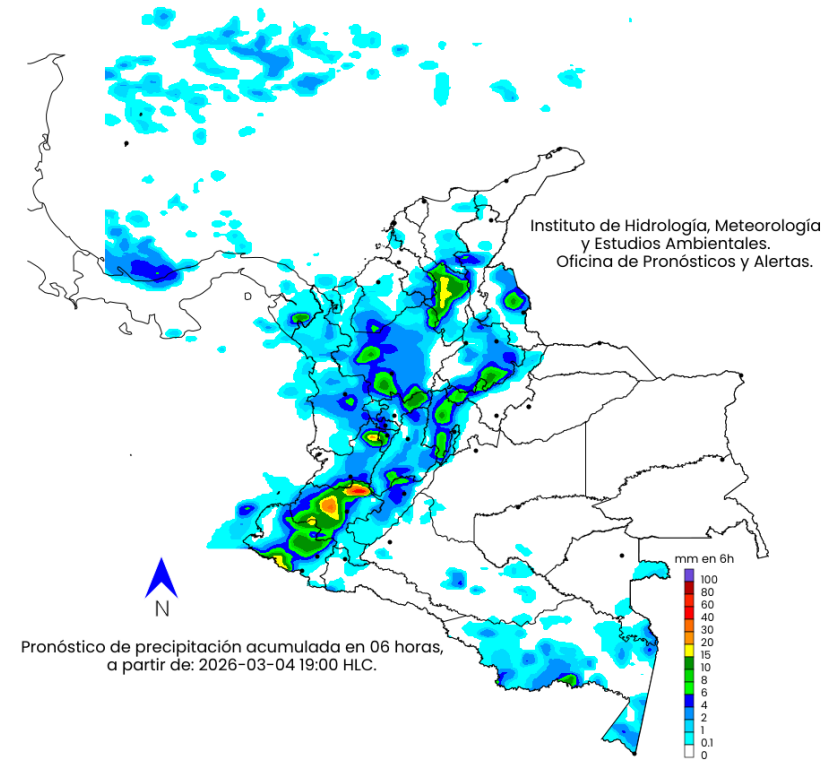 Instituto de Hidrología, Meteorología
y Estudios Ambientales.
Oficina de Pronósticos y Alertas.
mm en 6h
100
80
60
40
30
20
15
10
8
6
4
2
1
0.1
0
N
Pronóstico de precipitación acumulada en 06 horas,
a partir de: 2026-03-04 19:00 HLC.